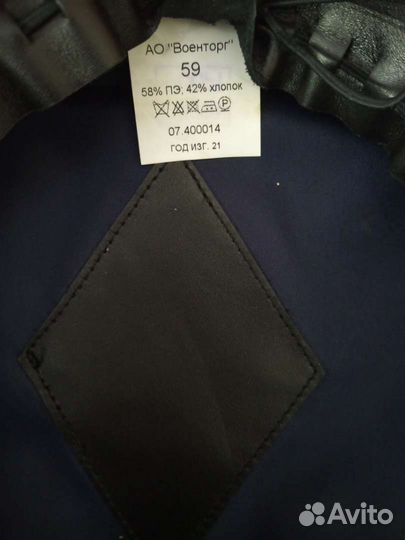 АО "Военторг"
59
58% ПЭ; 42% хлопок
07.400014
ГОД ИЗГ. 21
Avito